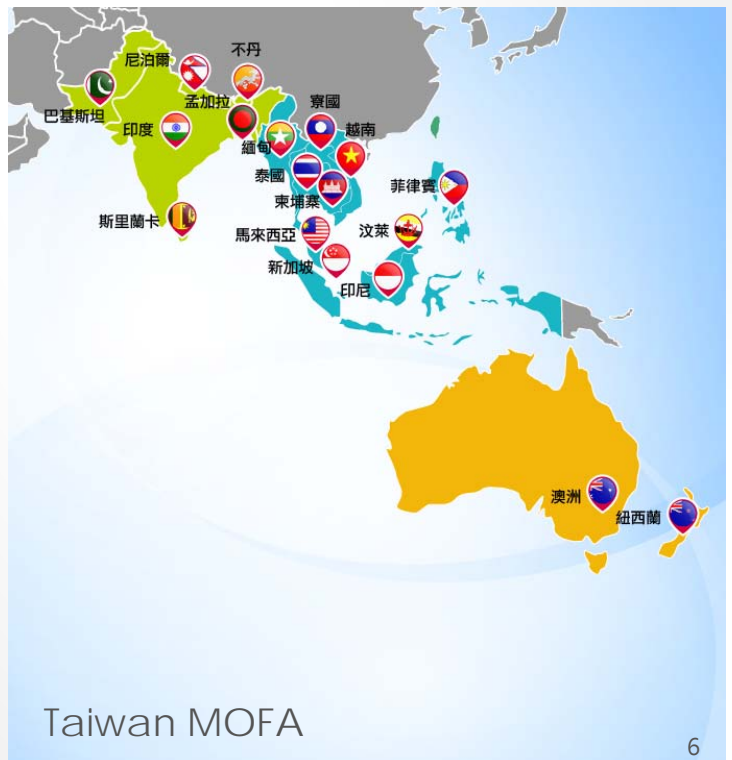 不丹
尼泊爾
孟加拉
巴基斯坦
印度
寮國
越南
緬甸
泰國
菲律賓
柬埔寨
斯里蘭卡
馬來西亞
汶萊
新加坡
印尼
澳洲
紐西蘭
Taiwan MOFA
6